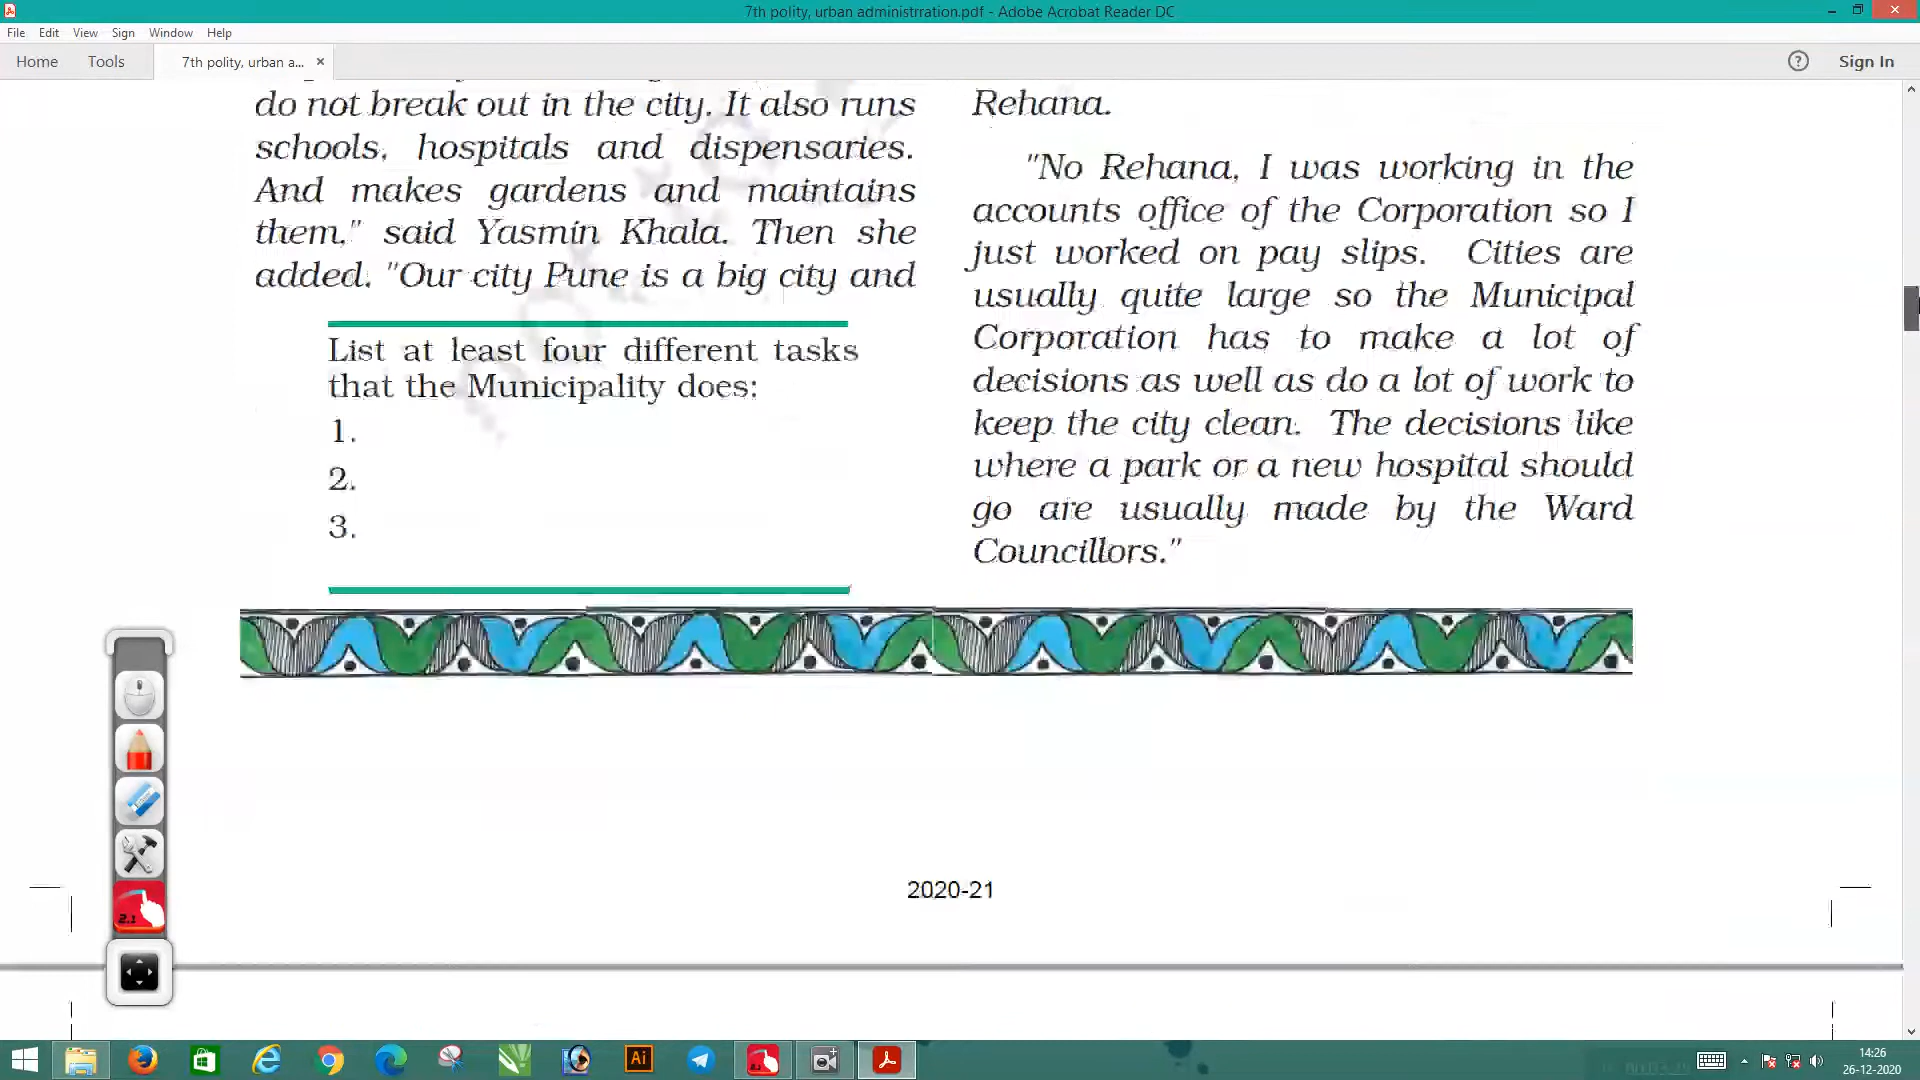 7th polity, urban administrration.pdf - Adobe Acrobat Reader DC
File Edit View Sign Window Help
Home Tools 7th polity, urban a... × ? Sign In
do not break out in the city. It also runs
schools, hospitals and dispensaries.
And makes gardens and maintains
them," said Yasmin Khala. Then she
added, "Our city Pune is a big city and
List at least four different tasks
that the Municipality does:
1.
2.
3.
Rehana.
"No Rehana, I was working in the
accounts office of the Corporation so I
just worked on pay slips. Cities are
usually quite large so the Municipal
Corporation has to make a lot of
decisions as well as do a lot of work to
keep the city clean. The decisions like
where a park or a new hospital should
go are usually made by the Ward
Councillors."
2.1
2020-21
Ai
14:26
26-12-2020